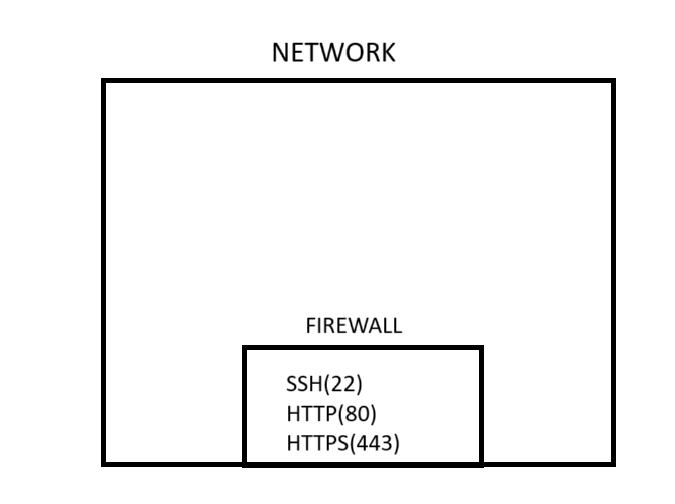 NETWORK
FIREWALL
SSH(22)
HTTP(80)
HTTPS(443)